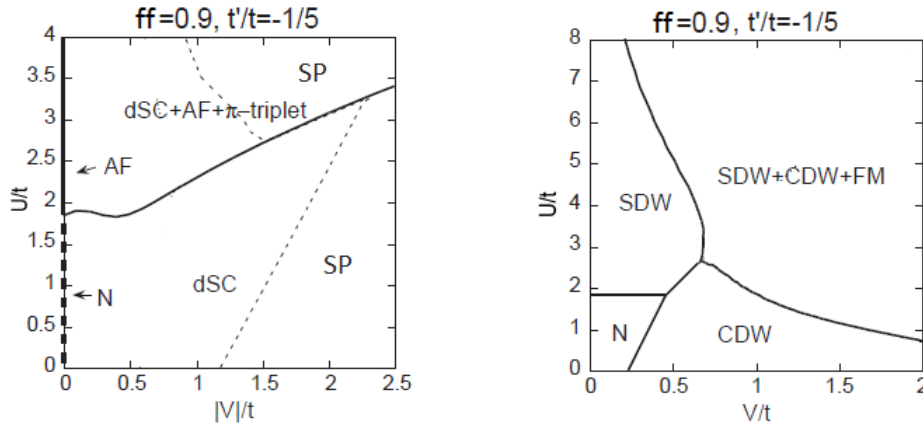 ff=0.9, t'/t=-1/5
4
3.5
3
2.5
2
1.5
1
0.5
0
U/t
SP
dSC+AF+π-triplet
AF
SP
dSC
N
0
0.5
1
1.5
2
2.5
|V|/t
ff=0.9, t'/t=-1/5
8
7
6
5
4
3
2
1
0
U/t
SDW+CDW+FM
SDW
N
CDW
0
0.5
1
1.5
2
V/t